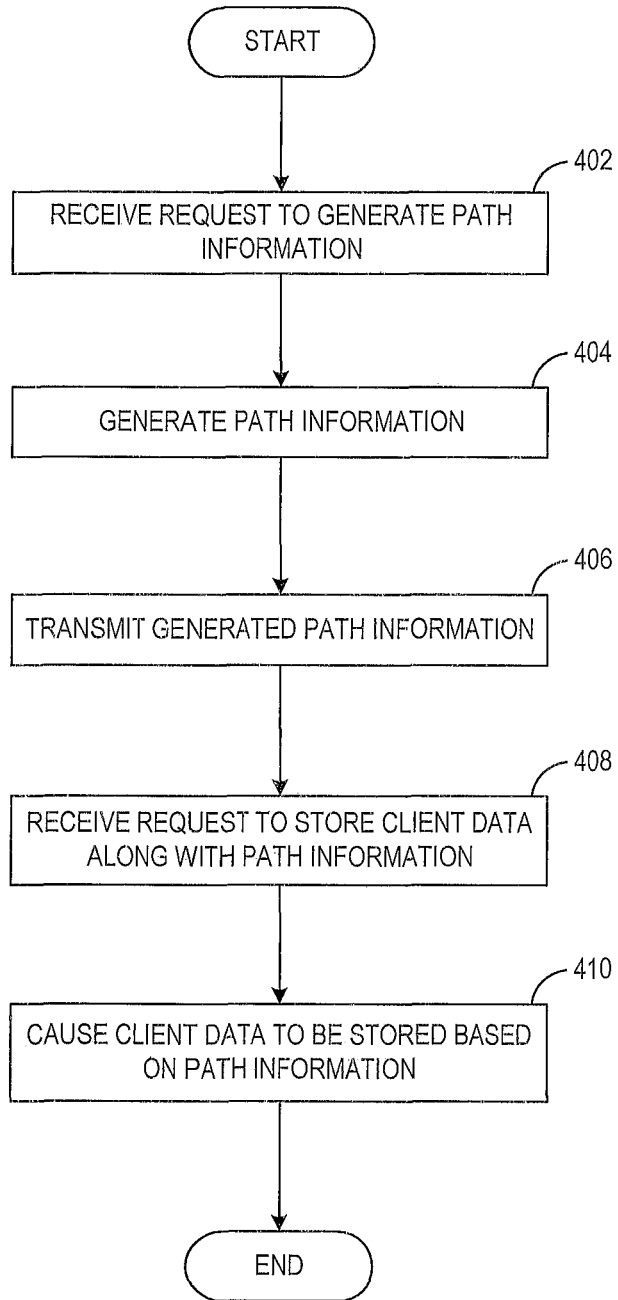 START
402
RECEIVE REQUEST TO GENERATE PATH
INFORMATION
404
GENERATE PATH INFORMATION
406
TRANSMIT GENERATED PATH INFORMATION
408
RECEIVE REQUEST TO STORE CLIENT DATA
ALONG WITH PATH INFORMATION
410
CAUSE CLIENT DATA TO BE STORED BASED
ON PATH INFORMATION
END